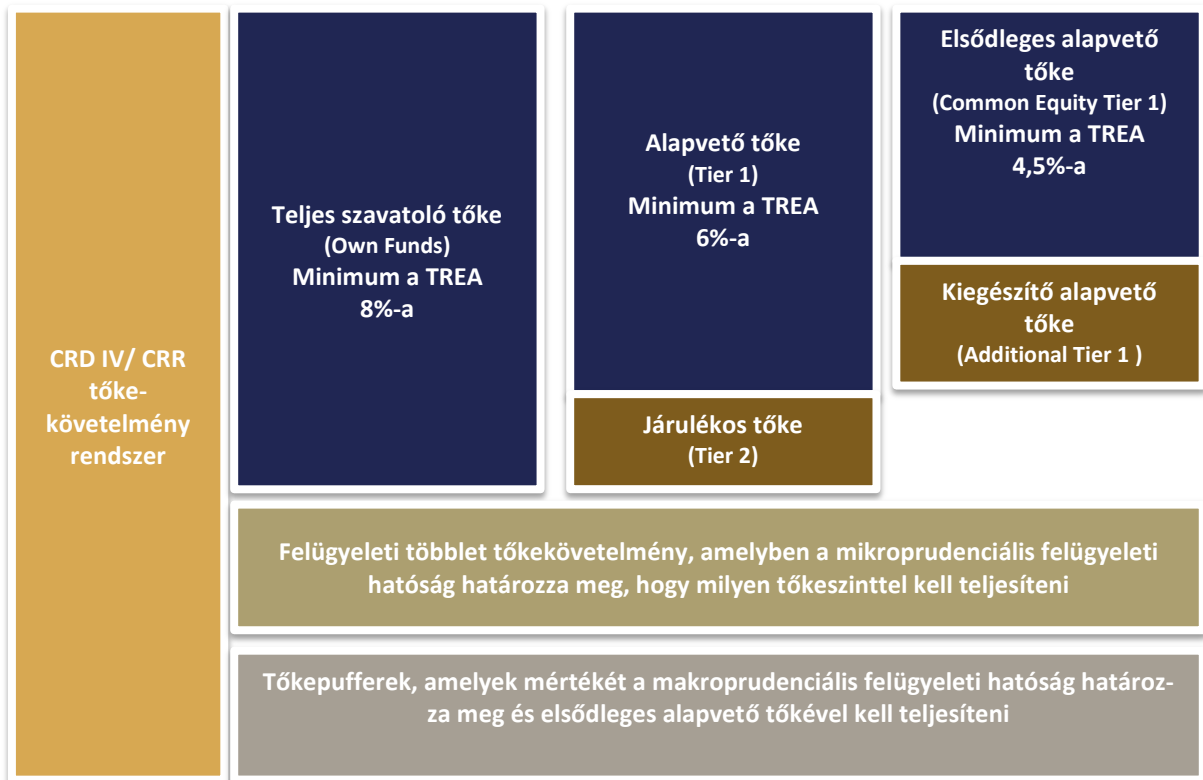 CRD IV/ CRR
tőke-
követelmény
rendszer
Teljes szavatoló tőke
(Own Funds)
Minimum a TREA
8%-a
Alapvető tőke
(Tier 1)
Minimum a TREA
6%-a
Járulékos tőke
(Tier 2)
Elsődleges alapvető
tőke
(Common Equity Tier 1)
Minimum a TREA
4,5%-a
Kiegészítő alapvető
tőke
(Additional Tier 1 )
Felügyeleti többlet tőkekövetelmény, amelyben a mikroprudenciális felügyeleti
hatóság határozza meg, hogy milyen tőkeszinttel kell teljesíteni
Tőkepufferek, amelyek mértékét a makroprudenciális felügyeleti hatóság határoz-
za meg és elsődleges alapvető tőkével kell teljesíteni